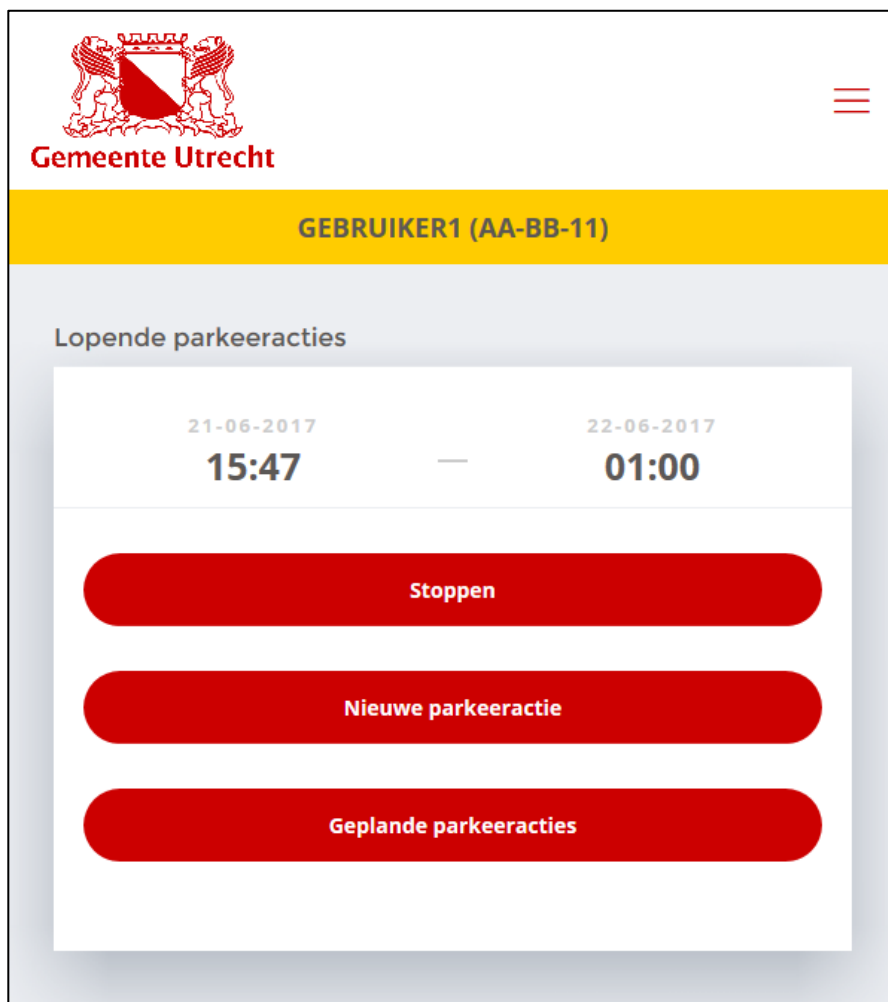 Gemeente Utrecht
GEBRUIKER1 (AA-BB-11)
Lopende parkeeracties
21-06-2017 22-06-2017
15:47 — 01:00
Stoppen
Nieuwe parkeeractie
Geplande parkeeracties